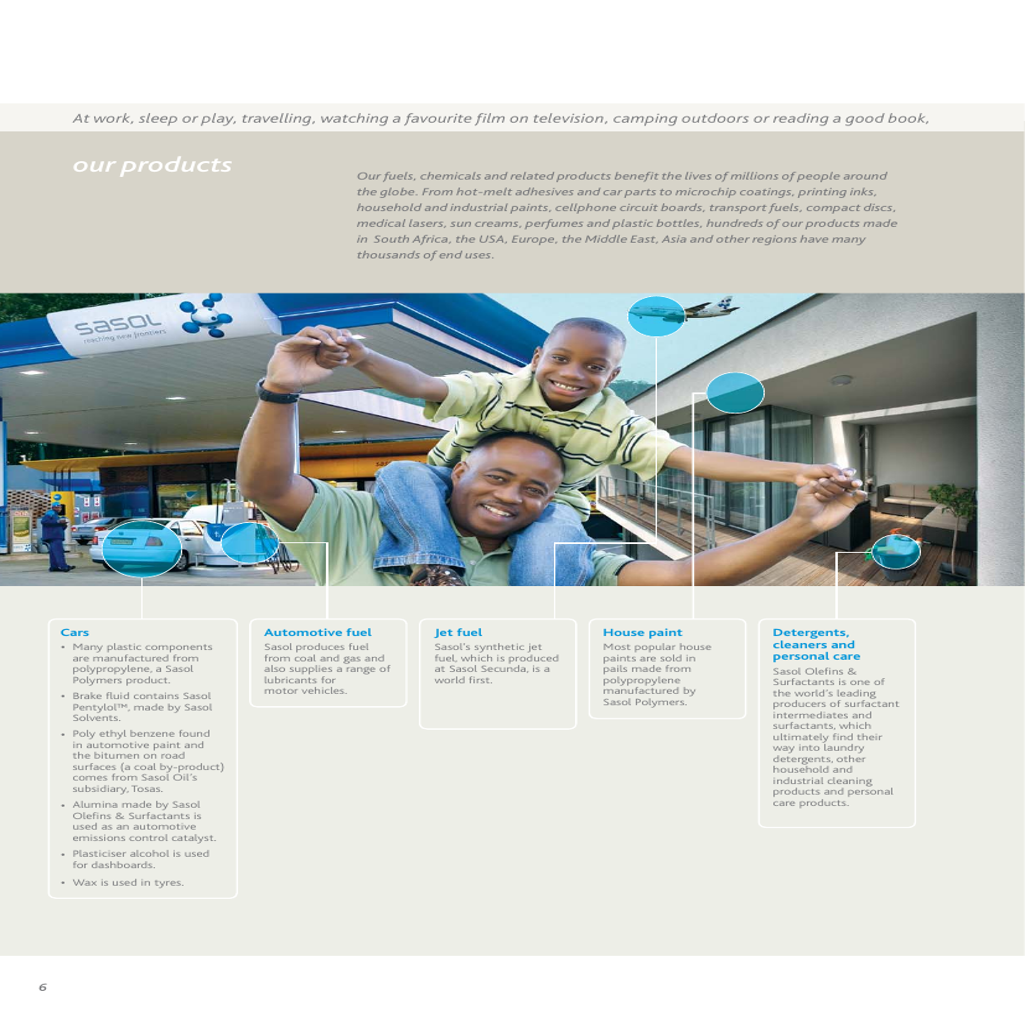 At work, sleep or play, travelling, watching a favourite film on television, camping outdoors or reading a good book,
our products
Our fuels, chemicals and related products benefit the lives of millions of people around
the globe. From hot-melt adhesives and car parts to microchip coatings, printing inks,
household and industrial paints, cellphone circuit boards, transport fuels, compact discs,
medical lasers, sun creams, perfumes and plastic bottles, hundreds of our products made
in South Africa, the USA, Europe, the Middle East, Asia and other regions have many
thousands of end uses.
sasol
reaching new frontiers
Cars
• Many plastic components
are manufactured from
polypropylene, a Sasol
Polymers product.
• Brake fluid contains Sasol
Pentylol™, made by Sasol
Solvents.
• Poly ethyl benzene found
in automotive paint and
the bitumen on road
surfaces (a coal by-product)
comes from Sasol Oil's
subsidiary, Tosas.
• Alumina made by Sasol
Olefins & Surfactants is
used as an automotive
emissions control catalyst.
• Plasticiser alcohol is used
for dashboards.
• Wax is used in tyres.
Automotive fuel
Sasol produces fuel
from coal and gas and
also supplies a range of
lubricants for
motor vehicles.
Jet fuel
Sasol's synthetic jet
fuel, which is produced
at Sasol Secunda, is a
world first.
House paint
Most popular house
paints are sold in
pails made from
polypropylene
manufactured by
Sasol Polymers.
Detergents,
cleaners and
personal care
Sasol Olefins &
Surfactants is one of
the world's leading
producers of surfactant
intermediates and
surfactants, which
ultimately find their
way into laundry
detergents, other
household and
industrial cleaning
products and personal
care products.
6